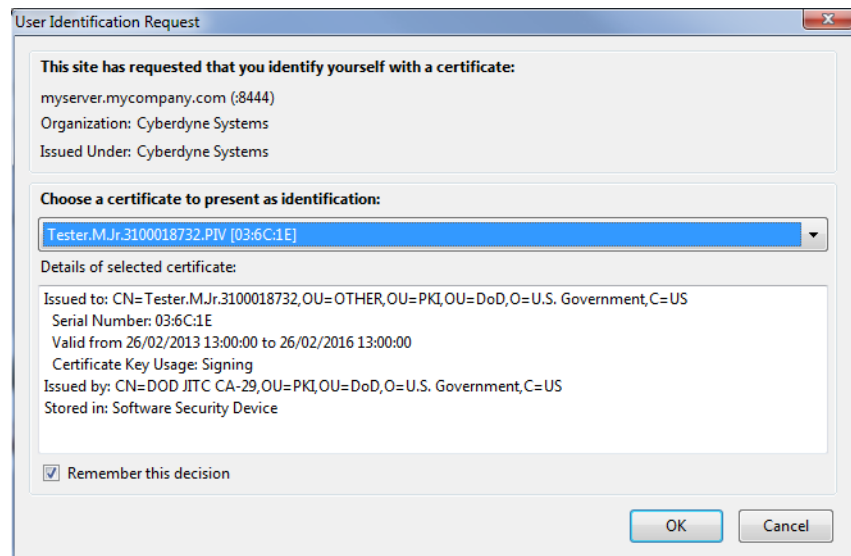 User Identification Request
This site has requested that you identify yourself with a certificate:
myserver.mycompany.com (:8444)
Organization: Cyberdyne Systems
Issued Under: Cyberdyne Systems
Choose a certificate to present as identification:
Tester.M.Jr.3100018732.PIV [03:6C:1E]
Details of selected certificate:
Issued to: CN=Tester.M.Jr.3100018732,OU=OTHER,OU=PKI,OU=DoD,O=U.S. Government,C=US
Serial Number: 03:6C:1E
Valid from 26/02/2013 13:00:00 to 26/02/2016 13:00:00
Certificate Key Usage: Signing
Issued by: CN=DOD JITC CA-29,OU=PKI,OU=DoD,O=U.S. Government,C=US
Stored in: Software Security Device
Remember this decision
OK Cancel